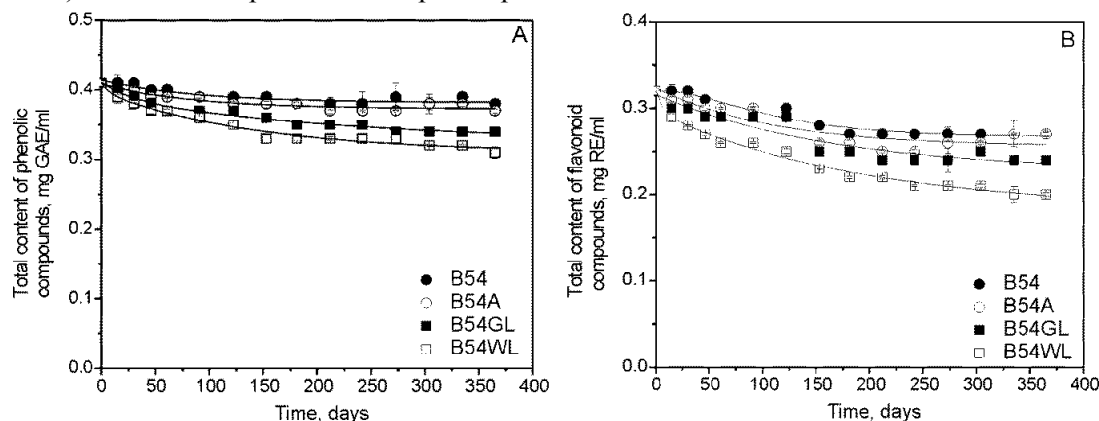 A
0.5
0.4
0.3
0.2
0.1
0.0
0 50 100 150 200 250 300 350 400
Time, days
Total content of phenolic
compounds, mg GAE/ml
B54
B54A
B54GL
B54WL
B
0.4
0.3
0.2
0.1
0.0
0 50 100 150 200 250 300 350 400
Time, days
Total content of flavonoid
compounds, mg RE/ml
B54
B54A
B54GL
B54WL